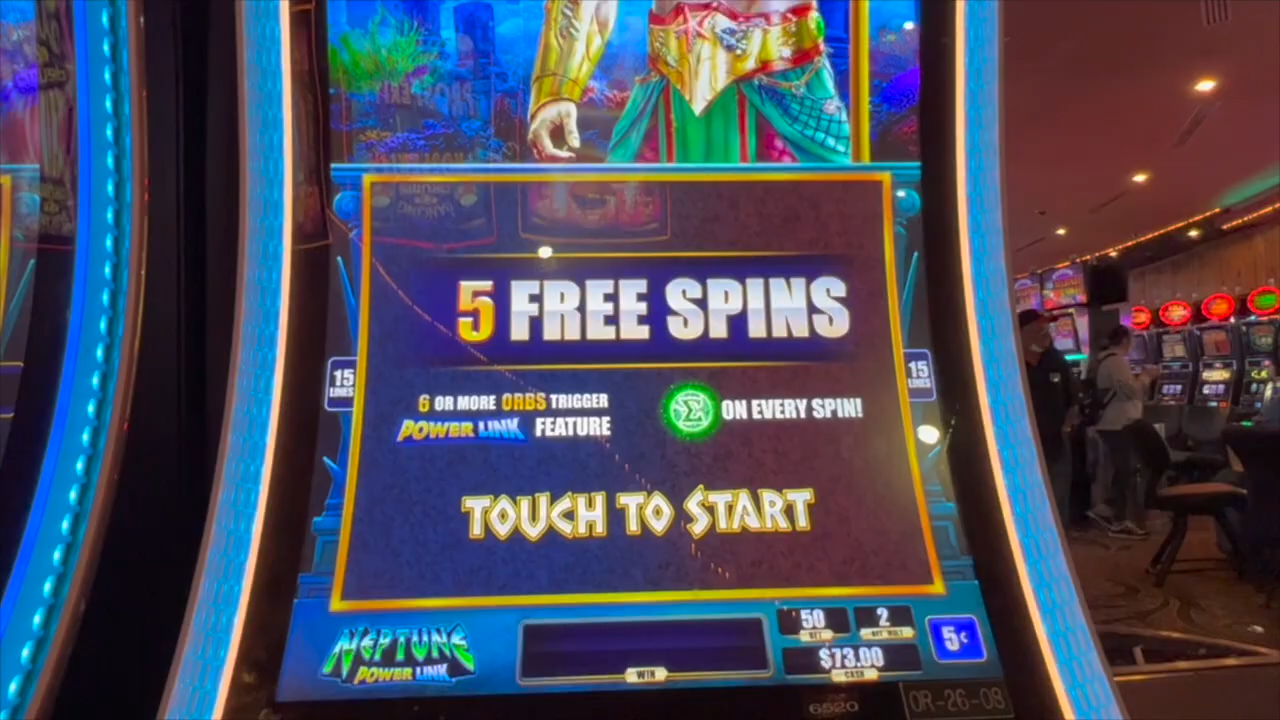 5 FREE SPINS
15
LINES
15
LINES
6 OR MORE ORBS TRIGGER
POWER LINK FEATURE
Σ ON EVERY SPIN!
TOUCH TO START
NEPTUNE
POWER LINK
WIN
50
BET
2
BET MULT
$73.00
CASH
5¢
6520
OR-26-08